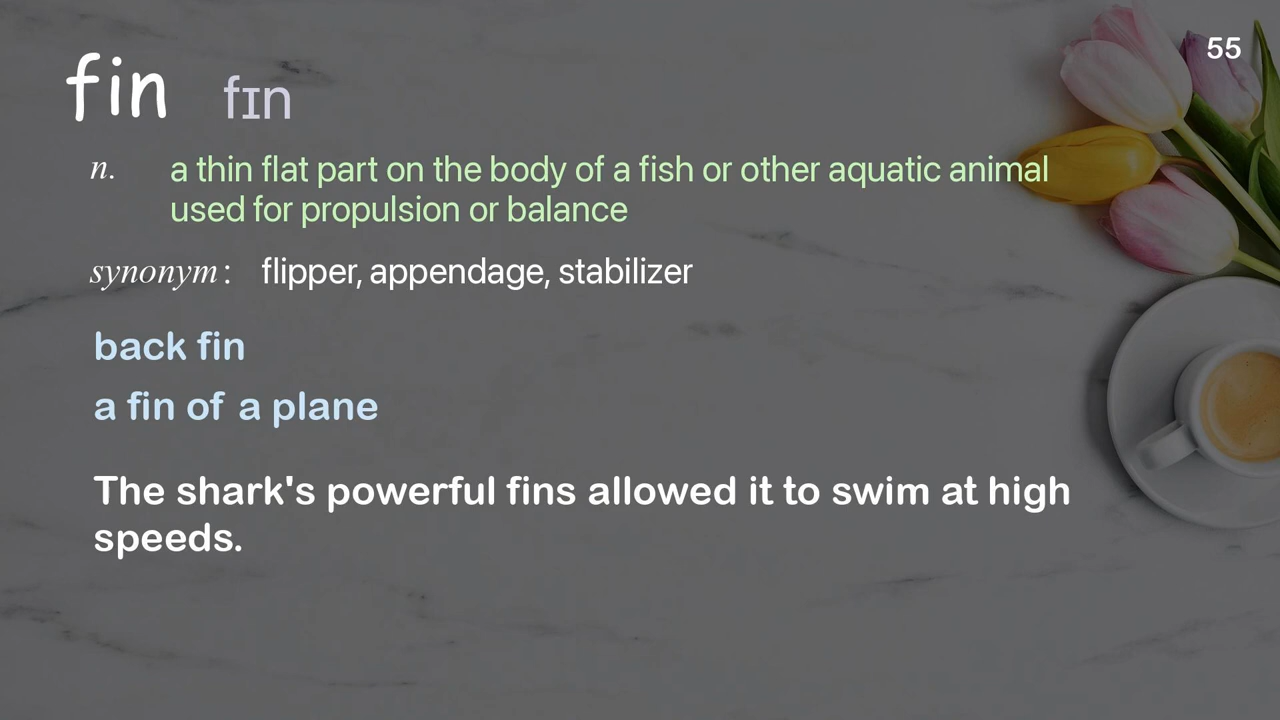 55
fin fɪn
n. a thin flat part on the body of a fish or other aquatic animal
used for propulsion or balance
synonym: flipper, appendage, stabilizer
back fin
a fin of a plane
The shark's powerful fins allowed it to swim at high
speeds.